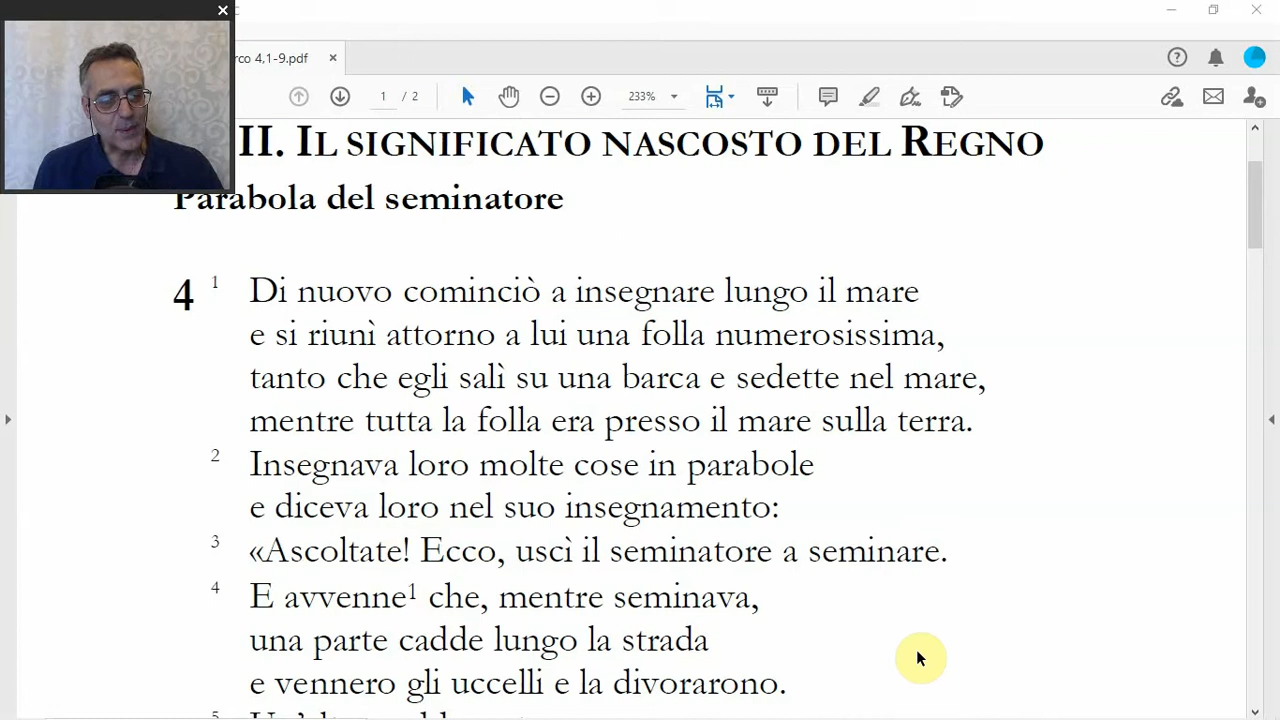 rco 4,1-9.pdf
1 / 2
233%
II. IL SIGNIFICATO NASCOSTO DEL REGNO
Parabola del seminatore
4 1 Di nuovo cominciò a insegnare lungo il mare
e si riunì attorno a lui una folla numerosissima,
tanto che egli salì su una barca e sedette nel mare,
mentre tutta la folla era presso il mare sulla terra.
2 Insegnava loro molte cose in parabole
e diceva loro nel suo insegnamento:
3 «Ascoltate! Ecco, uscì il seminatore a seminare.
4 E avvenne1 che, mentre seminava,
una parte cadde lungo la strada
e vennero gli uccelli e la divorarono.
5